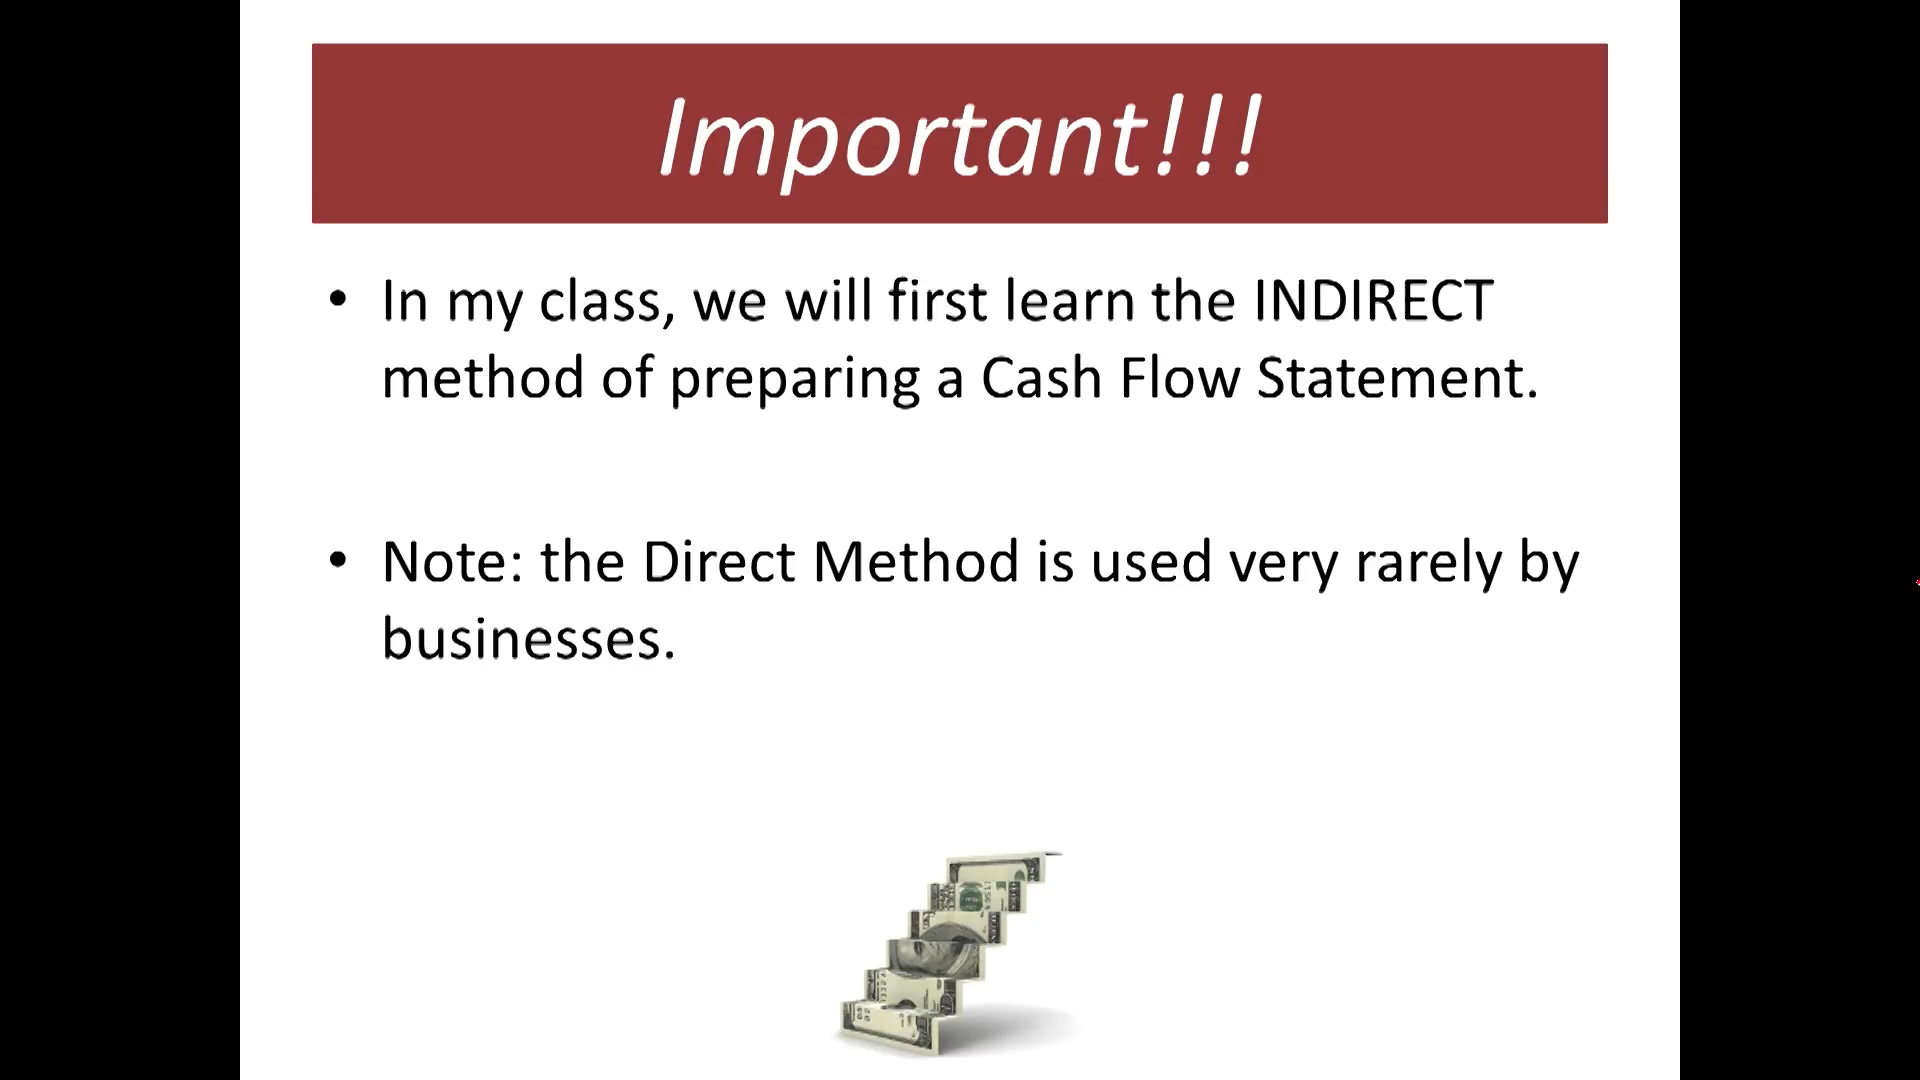 Important!!!
• In my class, we will first learn the INDIRECT
method of preparing a Cash Flow Statement.
• Note: the Direct Method is used very rarely by
businesses.